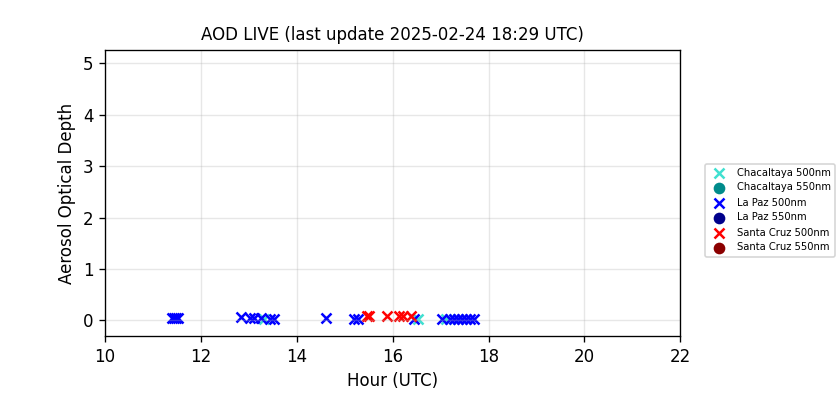 AOD LIVE (last update 2025-02-24 18:29 UTC)
Aerosol Optical Depth
5
4
3
2
1
0
10 12 14 16 18 20 22
Hour (UTC)
Chacaltaya 500nm
Chacaltaya 550nm
La Paz 500nm
La Paz 550nm
Santa Cruz 500nm
Santa Cruz 550nm